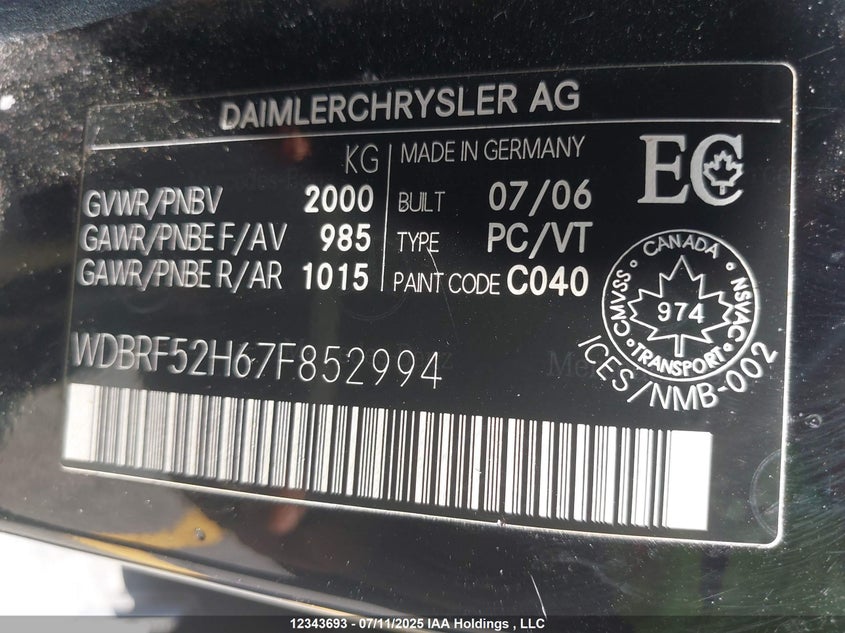 DAIMLERCHRYSLER AG
KG
MADE IN GERMANY
GVWR/PNBV 2000
BUILT 07/06
GAWR/PNBE F/AV 985
TYPE PC/VT
GAWR/PNBE R/AR 1015
PAINT CODE C040
EC
CANADA
CMVSS
NSVAC
974
TRANSPORT
ICES/NMB-002
WDBRF52H67F852994
12343693 - 07/11/2025 IAA Holdings , LLC